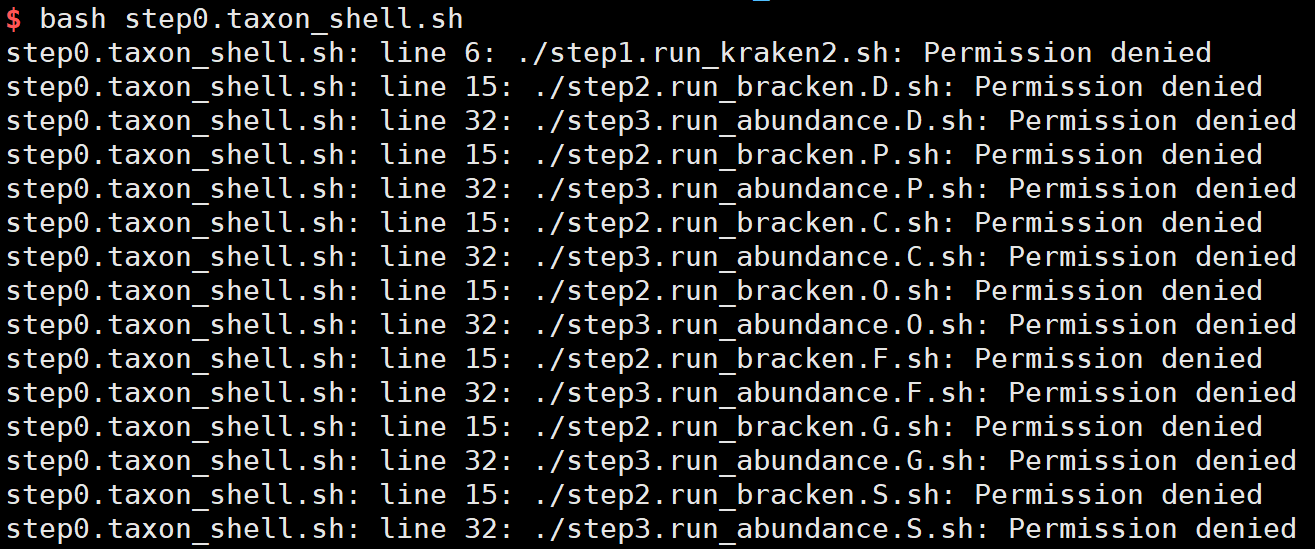 $ bash step0.taxon_shell.sh
step0.taxon_shell.sh: line 6: ./step1.run_kraken2.sh: Permission denied
step0.taxon_shell.sh: line 15: ./step2.run_bracken.D.sh: Permission denied
step0.taxon_shell.sh: line 32: ./step3.run_abundance.D.sh: Permission denied
step0.taxon_shell.sh: line 15: ./step2.run_bracken.P.sh: Permission denied
step0.taxon_shell.sh: line 32: ./step3.run_abundance.P.sh: Permission denied
step0.taxon_shell.sh: line 15: ./step2.run_bracken.C.sh: Permission denied
step0.taxon_shell.sh: line 32: ./step3.run_abundance.C.sh: Permission denied
step0.taxon_shell.sh: line 15: ./step2.run_bracken.O.sh: Permission denied
step0.taxon_shell.sh: line 32: ./step3.run_abundance.O.sh: Permission denied
step0.taxon_shell.sh: line 15: ./step2.run_bracken.F.sh: Permission denied
step0.taxon_shell.sh: line 32: ./step3.run_abundance.F.sh: Permission denied
step0.taxon_shell.sh: line 15: ./step2.run_bracken.G.sh: Permission denied
step0.taxon_shell.sh: line 32: ./step3.run_abundance.G.sh: Permission denied
step0.taxon_shell.sh: line 15: ./step2.run_bracken.S.sh: Permission denied
step0.taxon_shell.sh: line 32: ./step3.run_abundance.S.sh: Permission denied